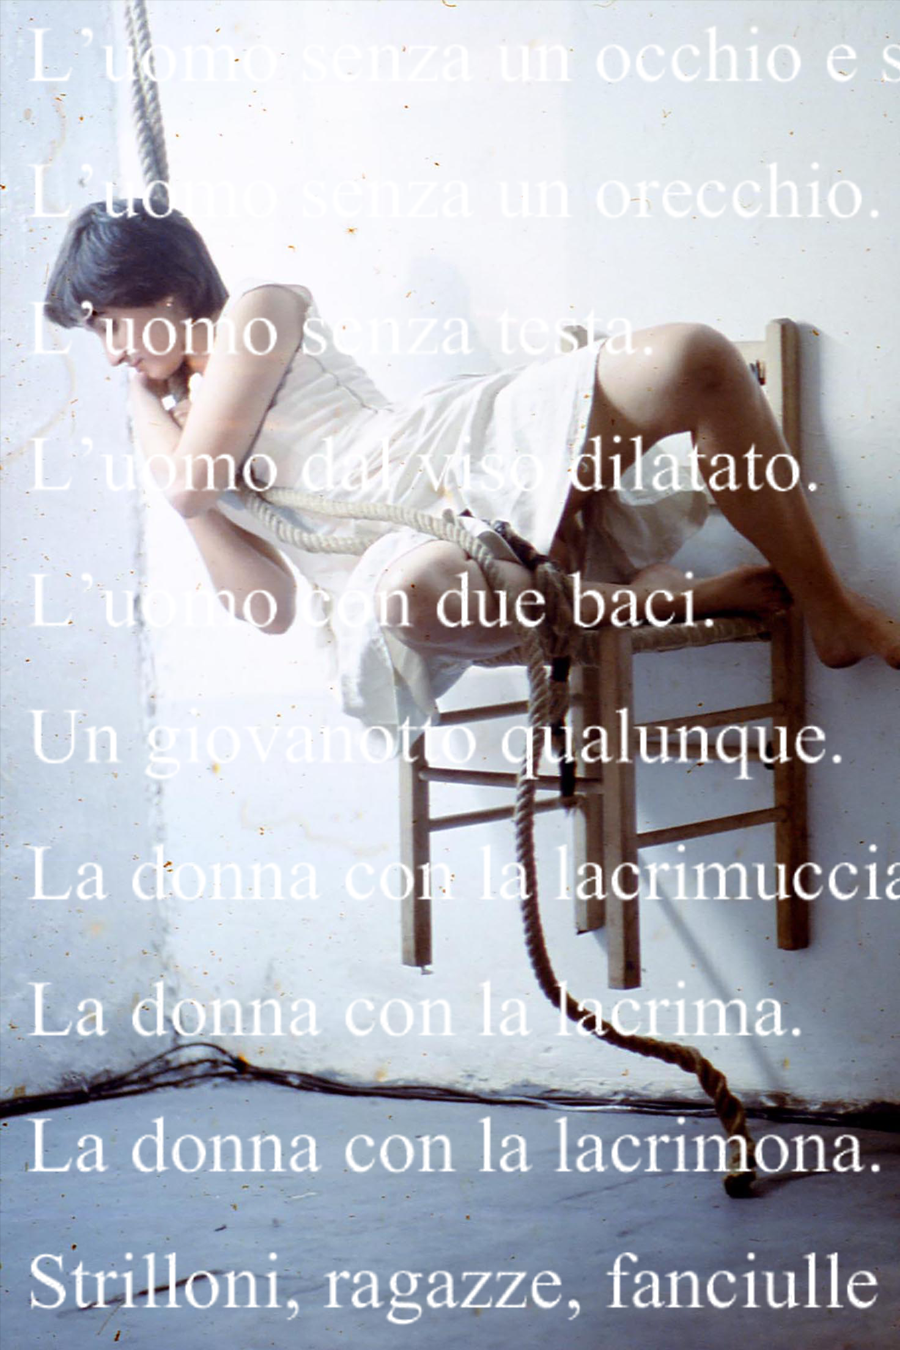 L’uomo senza un occhio e s
L’uomo senza un orecchio.
L’uomo senza testa.
L’uomo dal viso dilatato.
L’uomo con due baci.
Un giovanotto qualunque.
La donna con la lacrimuccia
La donna con la lacrima.
La donna con la lacrimona.
Strilloni, ragazze, fanciulle